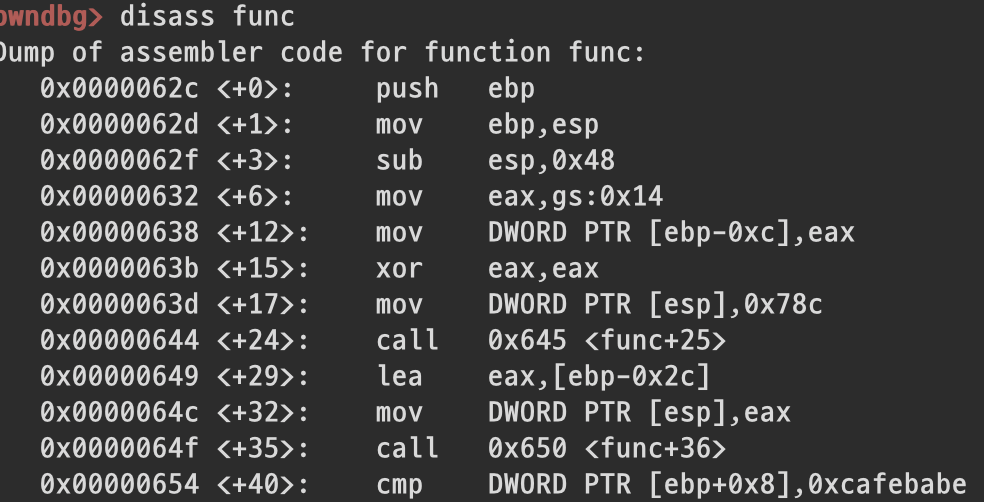 pwndbg> disass func
Dump of assembler code for function func:
0x0000062c <+0>: push ebp
0x0000062d <+1>: mov ebp,esp
0x0000062f <+3>: sub esp,0x48
0x00000632 <+6>: mov eax,gs:0x14
0x00000638 <+12>: mov DWORD PTR [ebp-0xc],eax
0x0000063b <+15>: xor eax,eax
0x0000063d <+17>: mov DWORD PTR [esp],0x78c
0x00000644 <+24>: call 0x645 <func+25>
0x00000649 <+29>: lea eax,[ebp-0x2c]
0x0000064c <+32>: mov DWORD PTR [esp],eax
0x0000064f <+35>: call 0x650 <func+36>
0x00000654 <+40>: cmp DWORD PTR [ebp+0x8],0xcafebabe